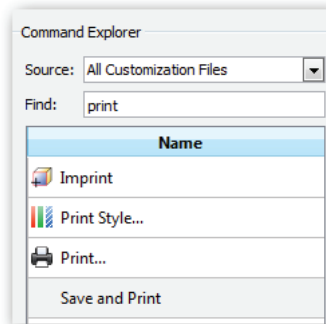 Command Explorer
Source: All Customization Files
Find: print
Name
Imprint
Print Style...
Print...
Save and Print